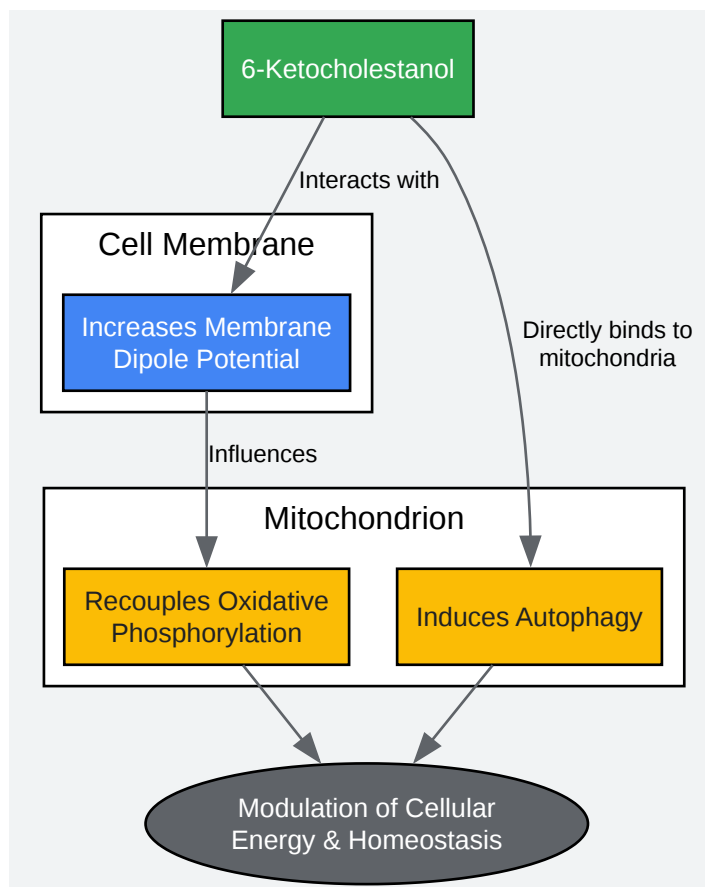 6-Ketocholestanol
Interacts with
Cell Membrane
Increases Membrane
Dipole Potential
Directly binds to
mitochondria
Influences
Mitochondrion
Recouples Oxidative
Phosphorylation
Induces Autophagy
Modulation of Cellular
Energy & Homeostasis